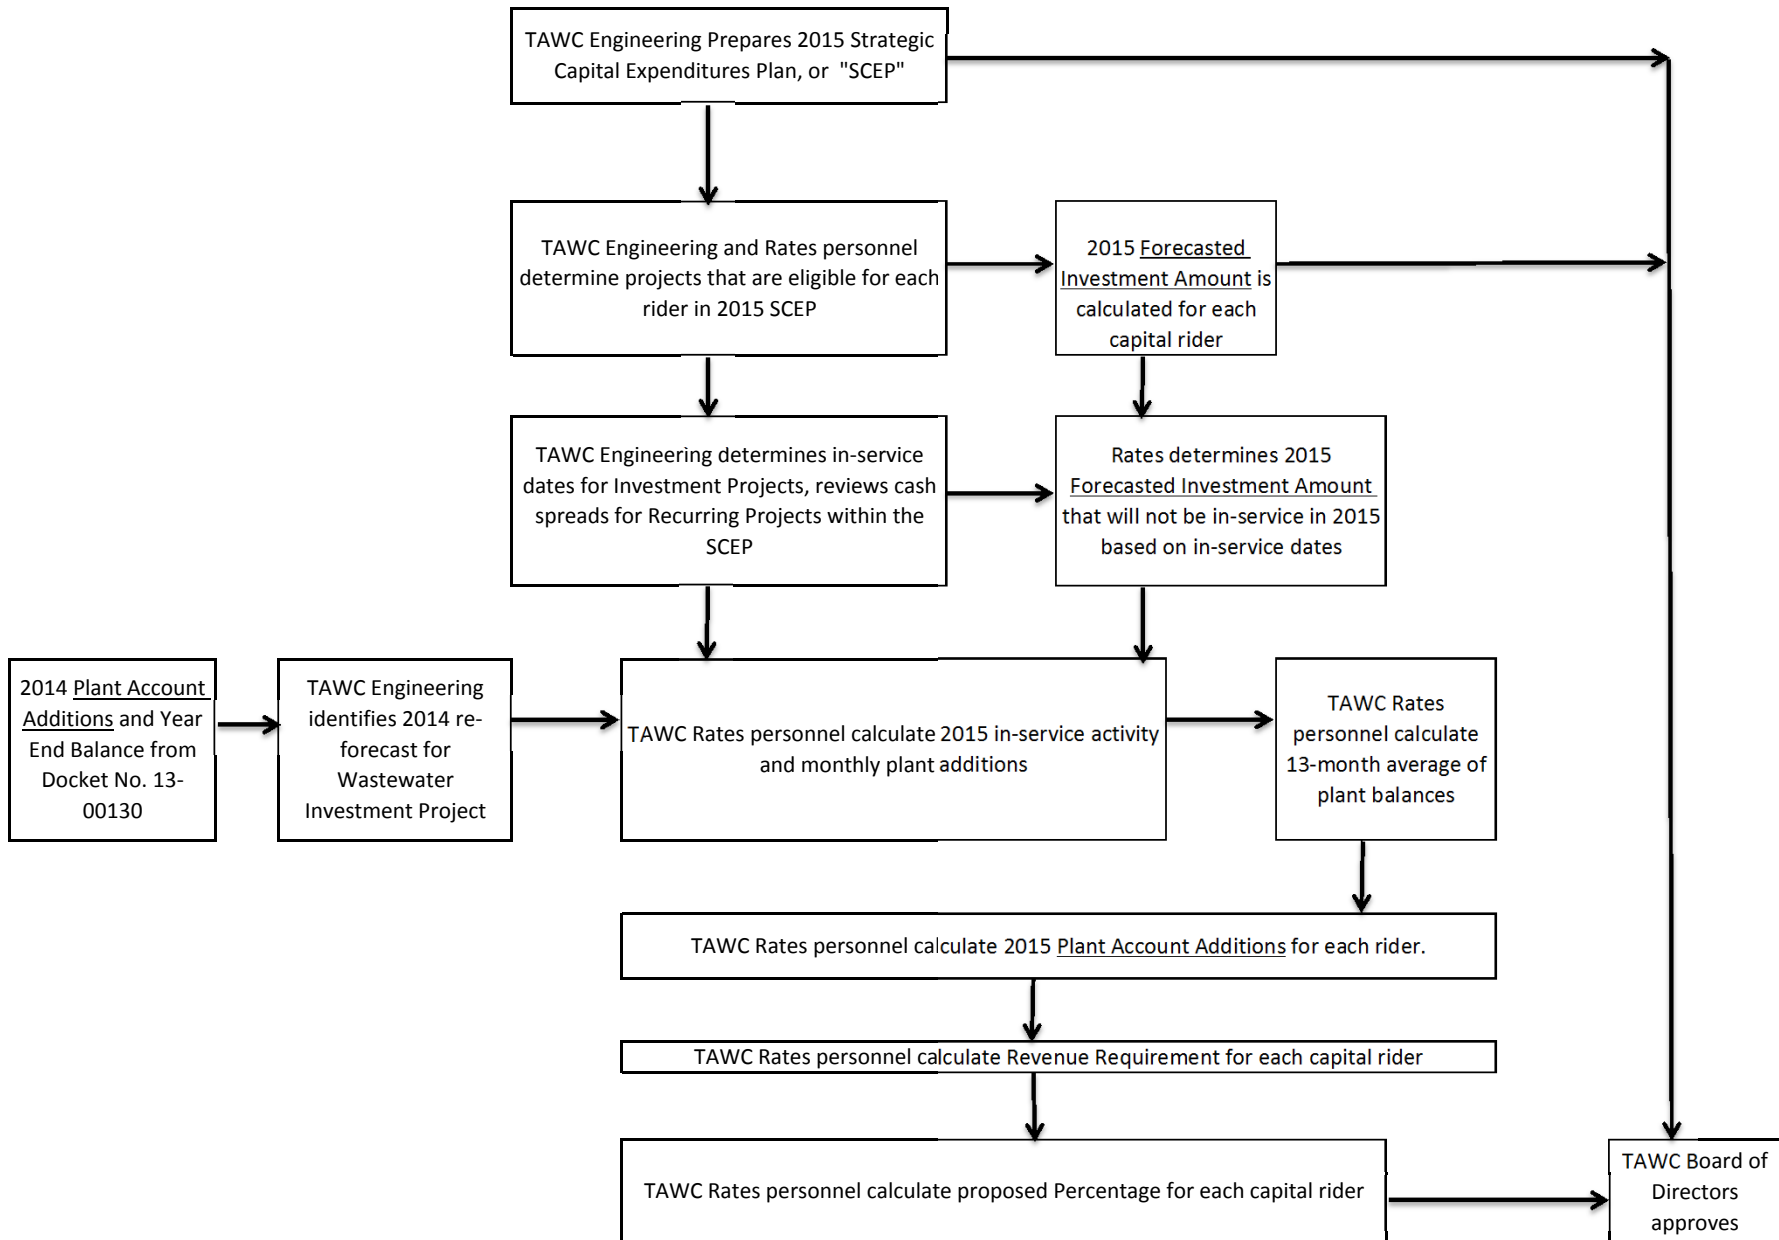 TAWC Engineering Prepares 2015 Strategic
Capital Expenditures Plan, or "SCEP"
TAWC Engineering and Rates personnel
determine projects that are eligible for each
rider in 2015 SCEP
2015 Forecasted
Investment Amount is
calculated for each
capital rider
TAWC Engineering determines in-service
dates for Investment Projects, reviews cash
spreads for Recurring Projects within the
SCEP
Rates determines 2015
Forecasted Investment Amount
that will not be in-service in 2015
based on in-service dates
2014 Plant Account
Additions and Year
End Balance from
Docket No. 13-
00130
TAWC Engineering
identifies 2014 re-
forecast for
Wastewater
Investment Project
TAWC Rates personnel calculate 2015 in-service activity
and monthly plant additions
TAWC Rates
personnel calculate
13-month average of
plant balances
TAWC Rates personnel calculate 2015 Plant Account Additions for each rider.
TAWC Rates personnel calculate Revenue Requirement for each capital rider
TAWC Rates personnel calculate proposed Percentage for each capital rider
TAWC Board of
Directors
approves